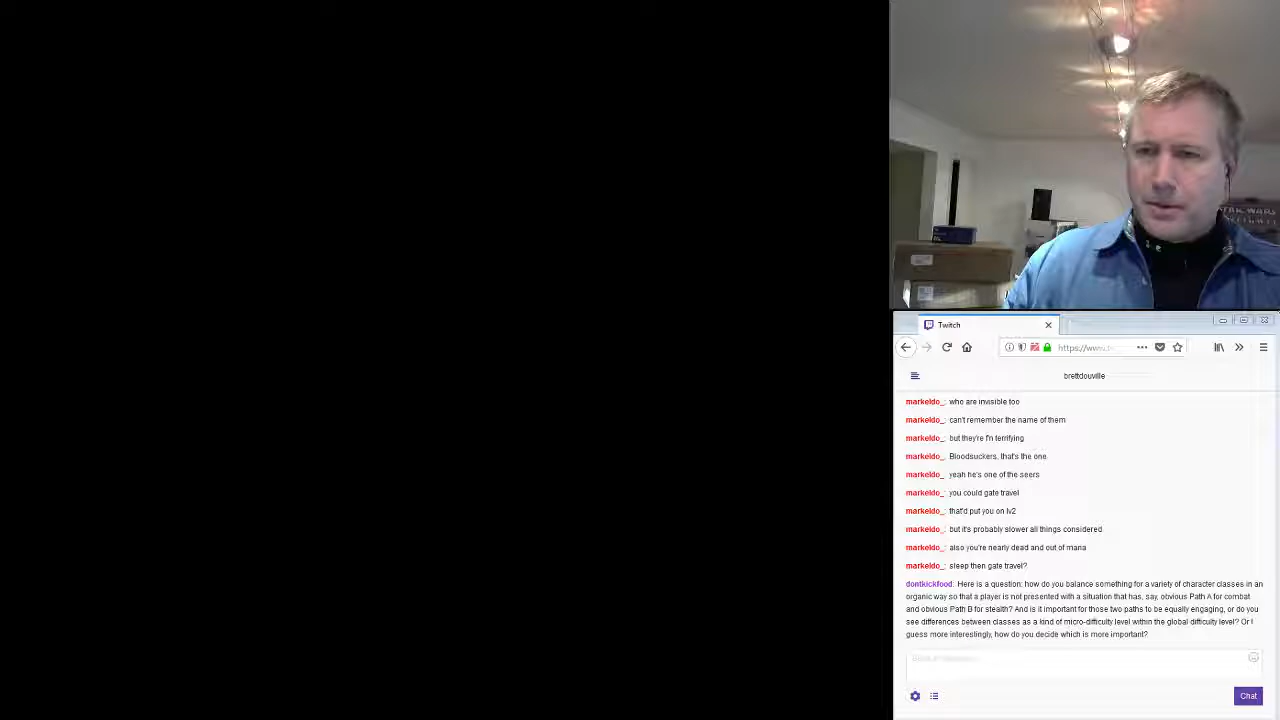 STAR WARS
Twitch
https://www.t
brettdouville
markeldo_: who are invisible too
markeldo_: can't remember the name of them
markeldo_: but they're f'n terrifying
markeldo_: Bloodsuckers, that's the one
markeldo_: yeah he's one of the seers
markeldo_: you could gate travel
markeldo_: that'd put you on lv2
markeldo_: but it's probably slower all things considered
markeldo_: also you're nearly dead and out of mana
markeldo_: sleep then gate travel?
dontkickfood: Here is a question: how do you balance something for a variety of character classes in an
organic way so that a player is not presented with a situation that has, say, obvious Path A for combat
and obvious Path B for stealth? And is it important for those two paths to be equally engaging, or do you
see differences between classes as a kind of micro-difficulty level within the global difficulty level? Or I
guess more interestingly, how do you decide which is more important?
Chat